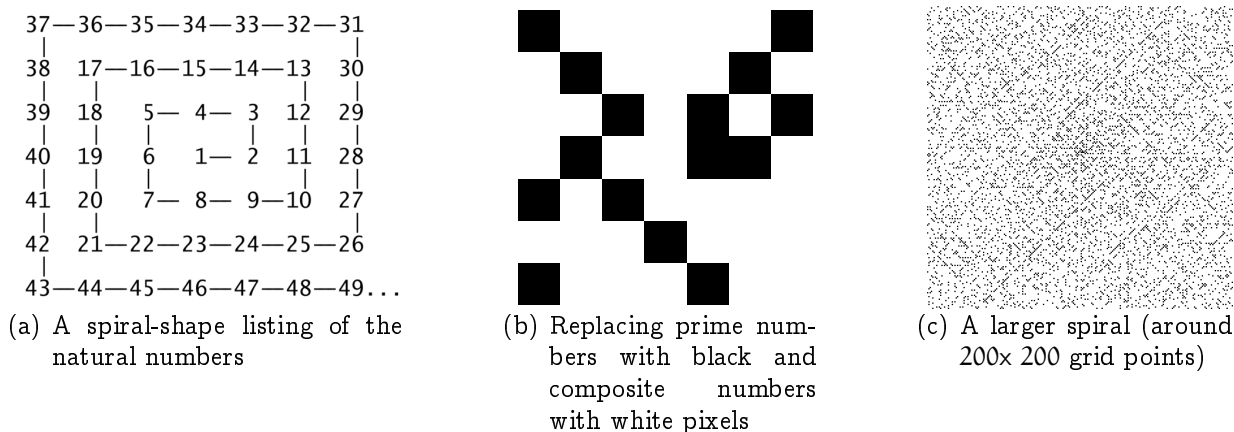 37—36—35—34—33—32—31
38 17—16—15—14—13 30
39 18 5— 4— 3 12 29
40 19 6 1— 2 11 28
41 20 7— 8— 9—10 27
42 21—22—23—24—25—26
43—44—45—46—47—48—49...
(a) A spiral-shape listing of the
natural numbers
(b) Replacing prime num-
bers with black and
composite numbers
with white pixels
(c) A larger spiral (around
200x 200 grid points)